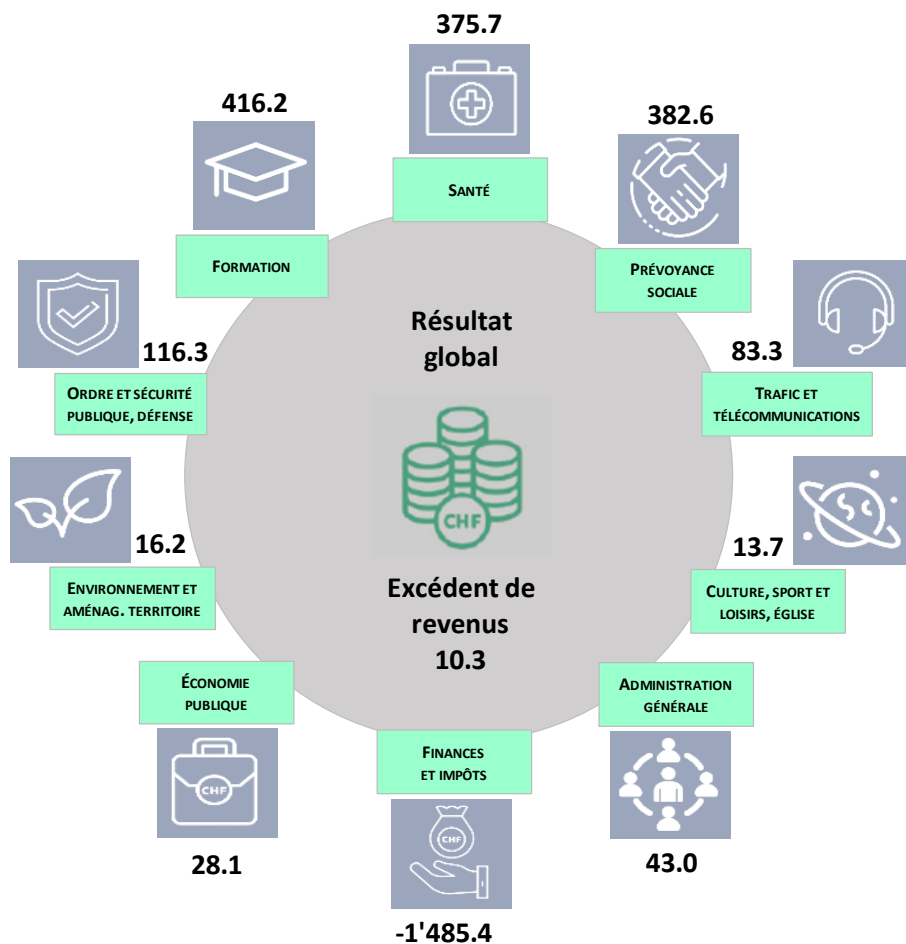 375.7
SANTÉ
416.2
FORMATION
382.6
PRÉVOYANCE
SOCIALE
116.3
ORDRE ET SÉCURITÉ
PUBLIQUE, DÉFENSE
Résultat
global
83.3
TRAFIC ET
TÉLÉCOMMUNICATIONS
CHF
16.2
ENVIRONNEMENT ET
AMÉNAG. TERRITOIRE
13.7
CULTURE, SPORT ET
LOISIRS, ÉGLISE
Excédent de
revenus
10.3
ÉCONOMIE
PUBLIQUE
CHF
28.1
FINANCES
ET IMPÔTS
CHF
-1'485.4
ADMINISTRATION
GÉNÉRALE
43.0